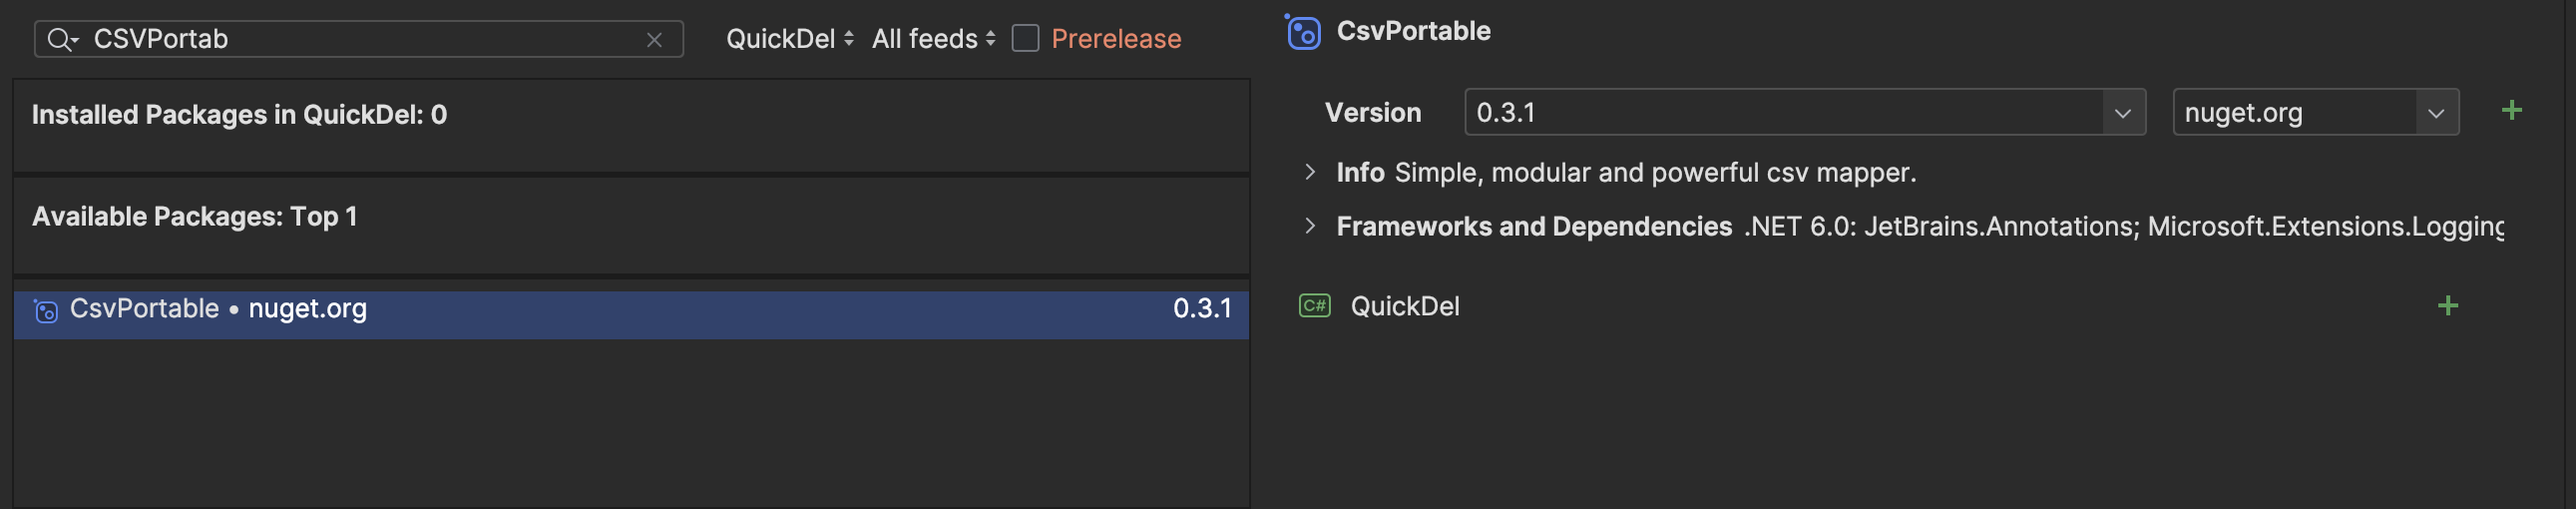 CSVPortab
QuickDel
All feeds
Prerelease
Installed Packages in QuickDel: 0
Available Packages: Top 1
CsvPortable • nuget.org 0.3.1
CsvPortable
Version 0.3.1 nuget.org
Info Simple, modular and powerful csv mapper.
Frameworks and Dependencies .NET 6.0: JetBrains.Annotations; Microsoft.Extensions.Logging
C# QuickDel